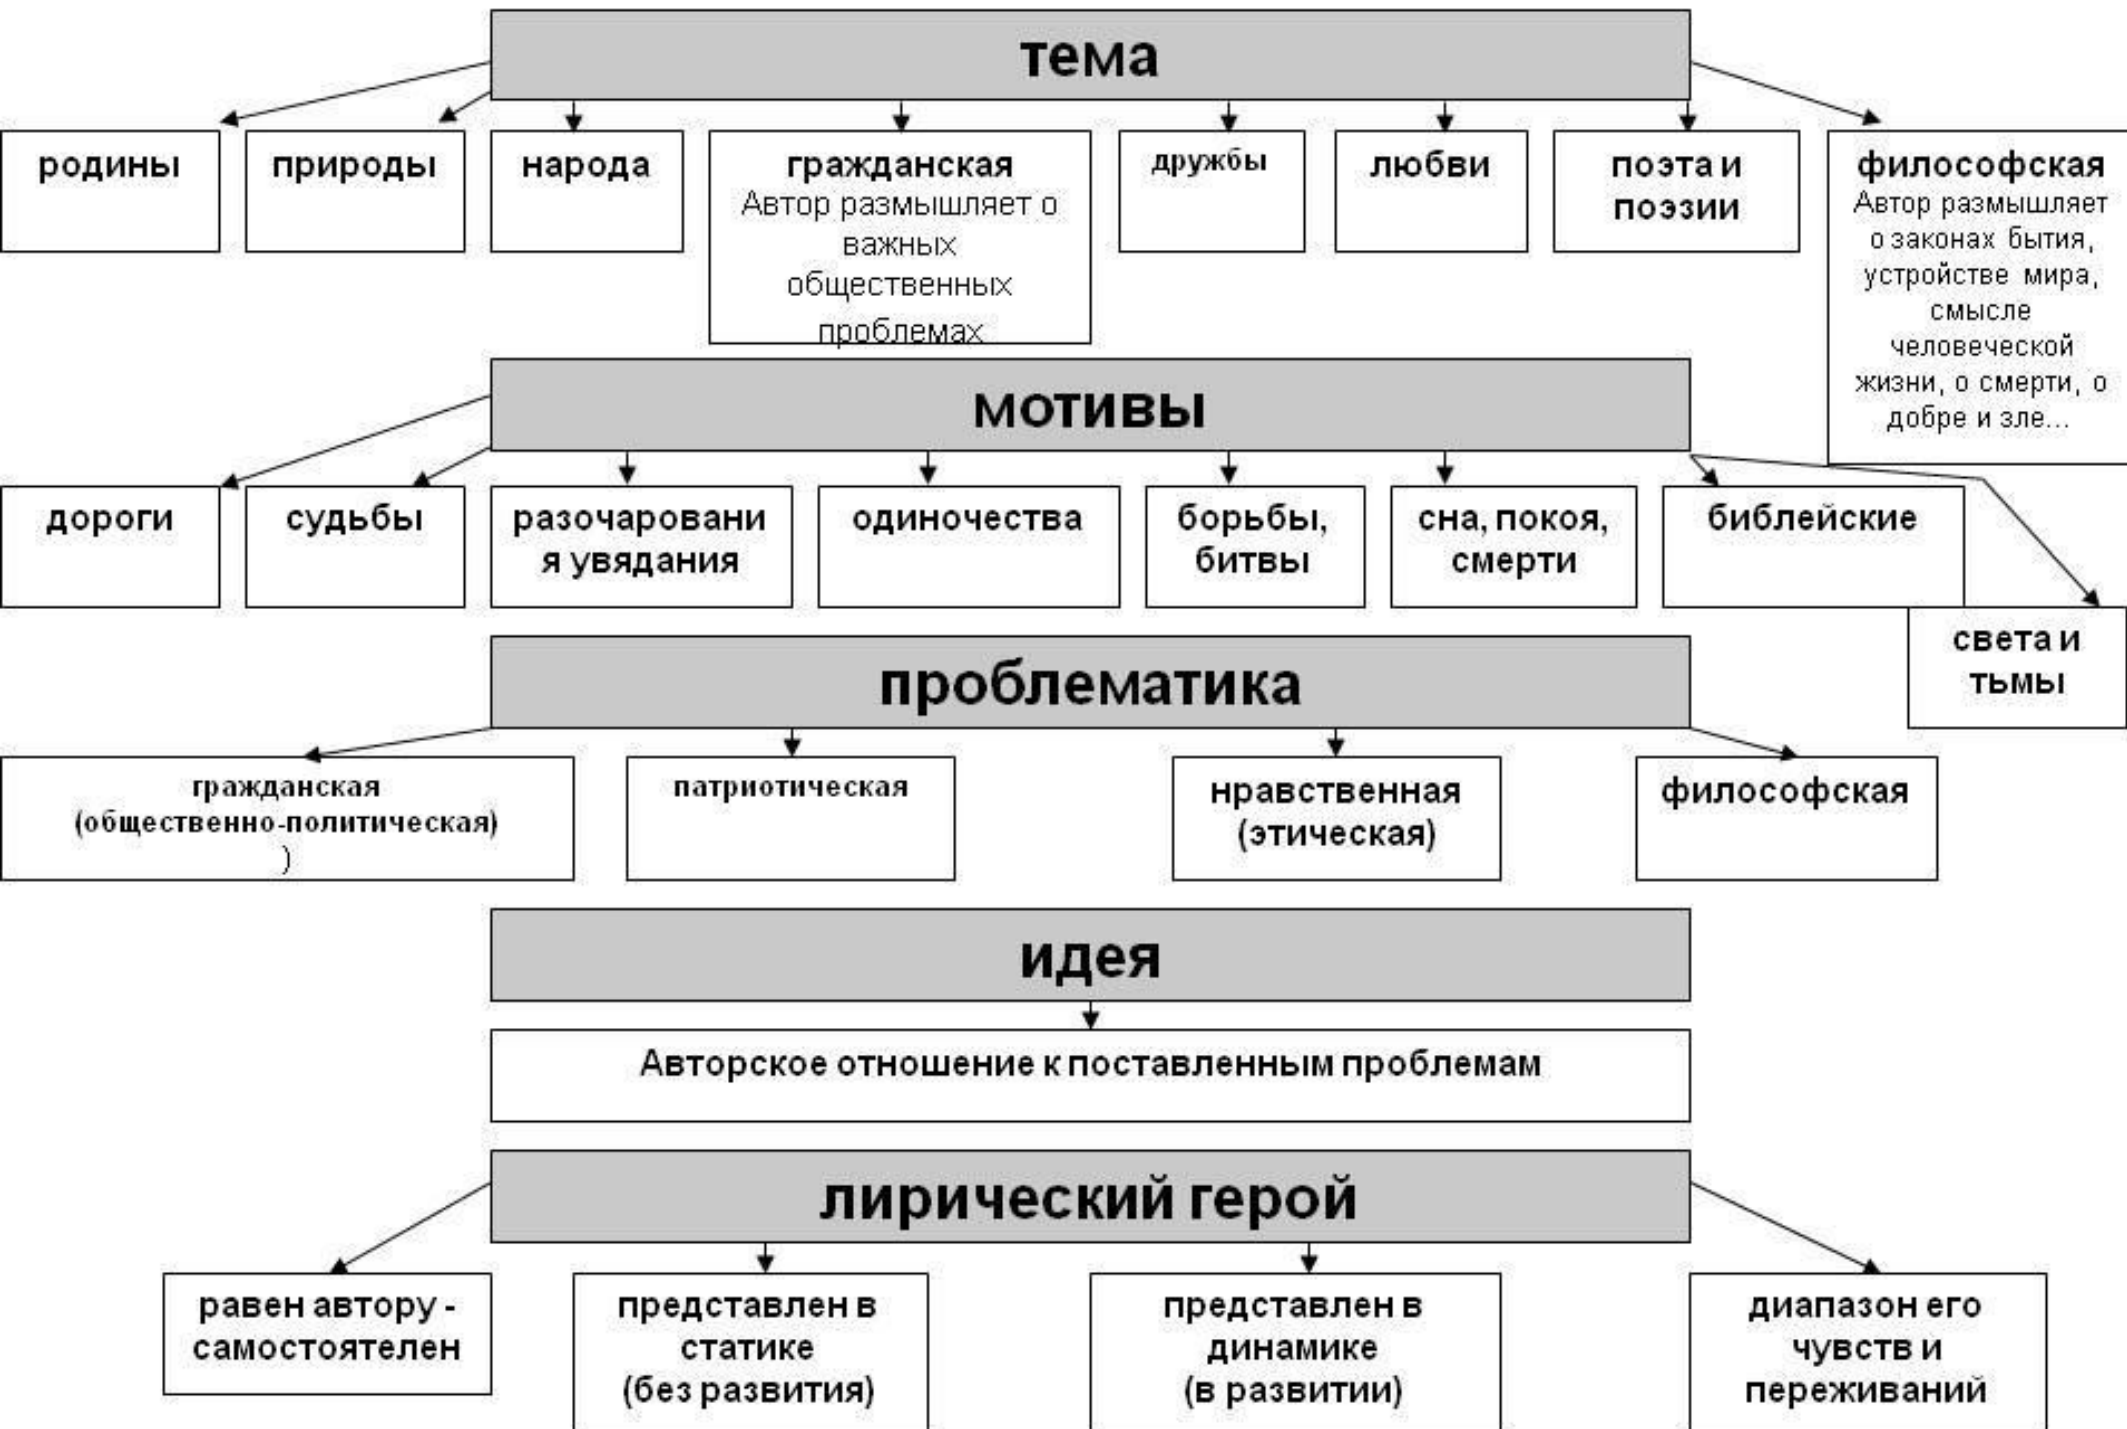 тема
родины
природы
народа
гражданская
Автор размышляет о
важных
общественных
проблемах
дружбы
любви
поэта и
поэзии
философская
Автор размышляет
о законах бытия,
устройстве мира,
смысле
человеческой
жизни, о смерти, о
добре и зле...
мотивы
дороги
судьбы
разочаровани
я увядания
одиночества
борьбы,
битвы
сна, покоя,
смерти
библейские
света и
тьмы
проблематика
гражданская
(общественно-политическая)
)
патриотическая
нравственная
(этическая)
философская
идея
Авторское отношение к поставленным проблемам
лирический герой
равен автору -
самостоятелен
представлен в
статике
(без развития)
представлен в
динамике
(в развитии)
диапазон его
чувств и
переживаний